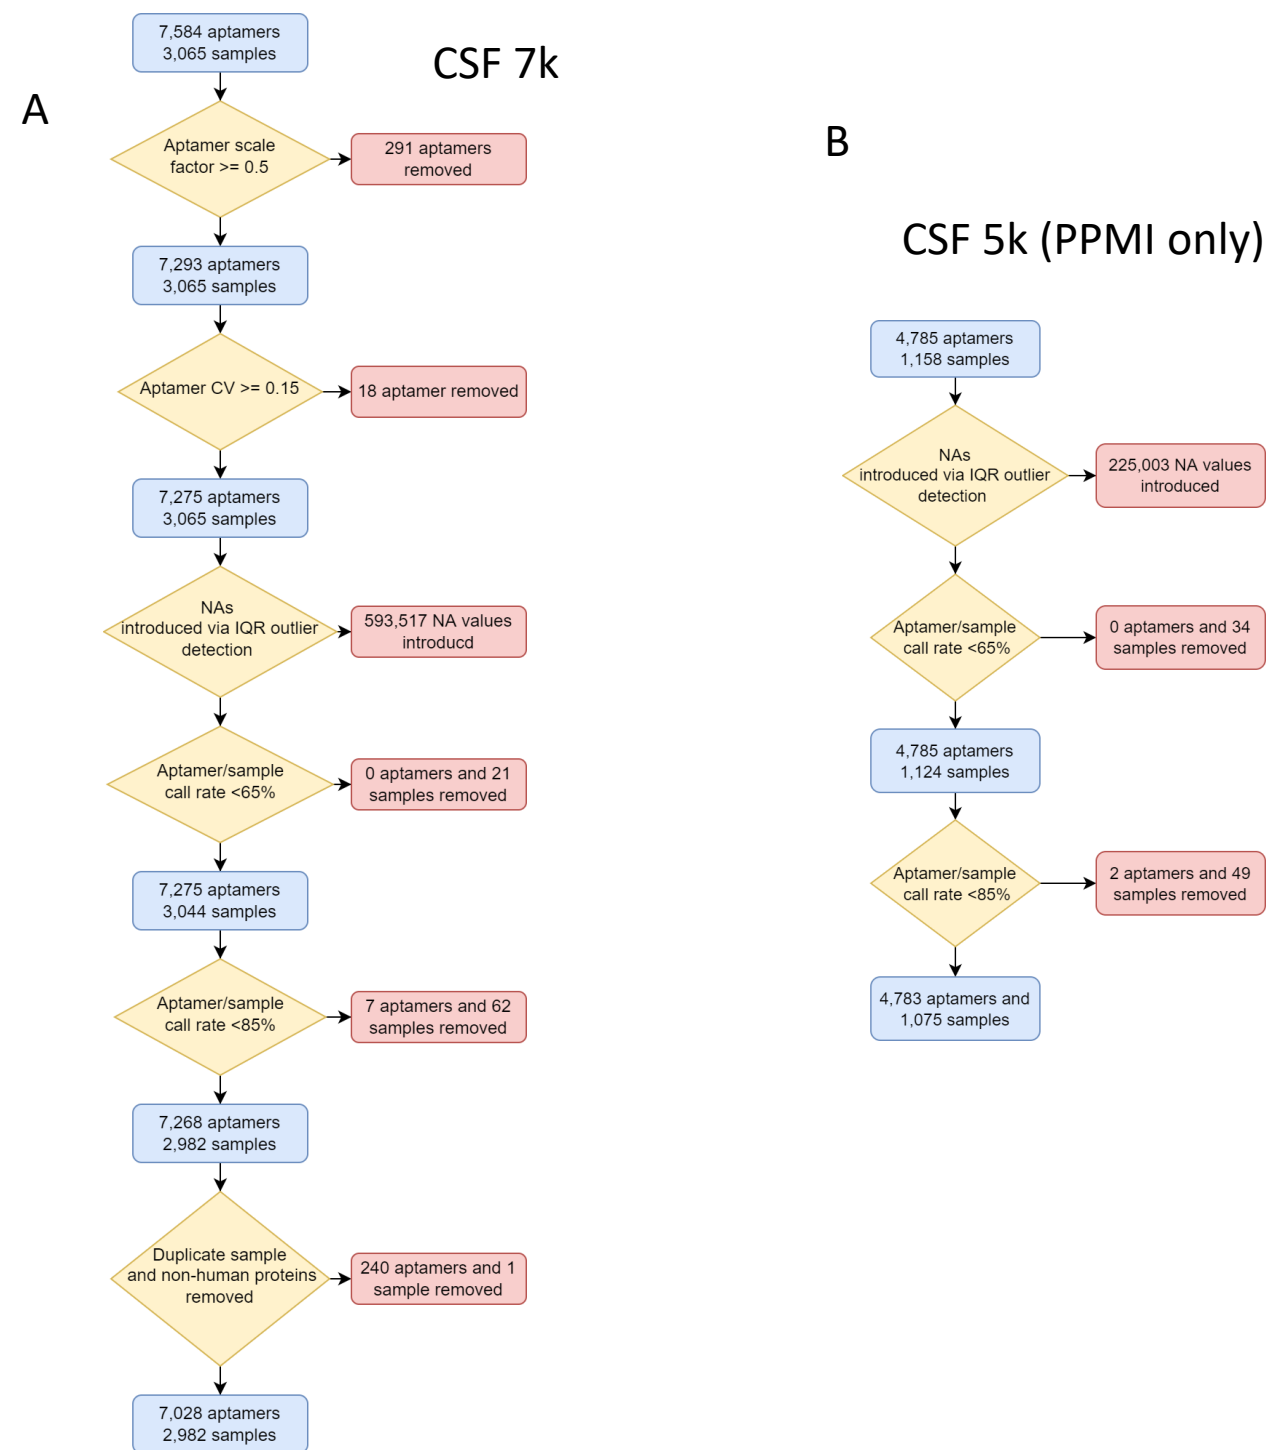 A
CSF 7k
7,584 aptamers
3,065 samples
Aptamer scale
factor >= 0.5
291 aptamers
removed
7,293 aptamers
3,065 samples
Aptamer CV >= 0.15
18 aptamer removed
7,275 aptamers
3,065 samples
NAs
introduced via IQR outlier
detection
593,517 NA values
introducd
Aptamer/sample
call rate <65%
0 aptamers and 21
samples removed
7,275 aptamers
3,044 samples
Aptamer/sample
call rate <85%
7 aptamers and 62
samples removed
7,268 aptamers
2,982 samples
Duplicate sample
and non-human proteins
removed
240 aptamers and 1
sample removed
7,028 aptamers
2,982 samples
B
CSF 5k (PPMI only)
4,785 aptamers
1,158 samples
NAs
introduced via IQR outlier
detection
225,003 NA values
introduced
Aptamer/sample
call rate <65%
0 aptamers and 34
samples removed
4,785 aptamers
1,124 samples
Aptamer/sample
call rate <85%
2 aptamers and 49
samples removed
4,783 aptamers and
1,075 samples